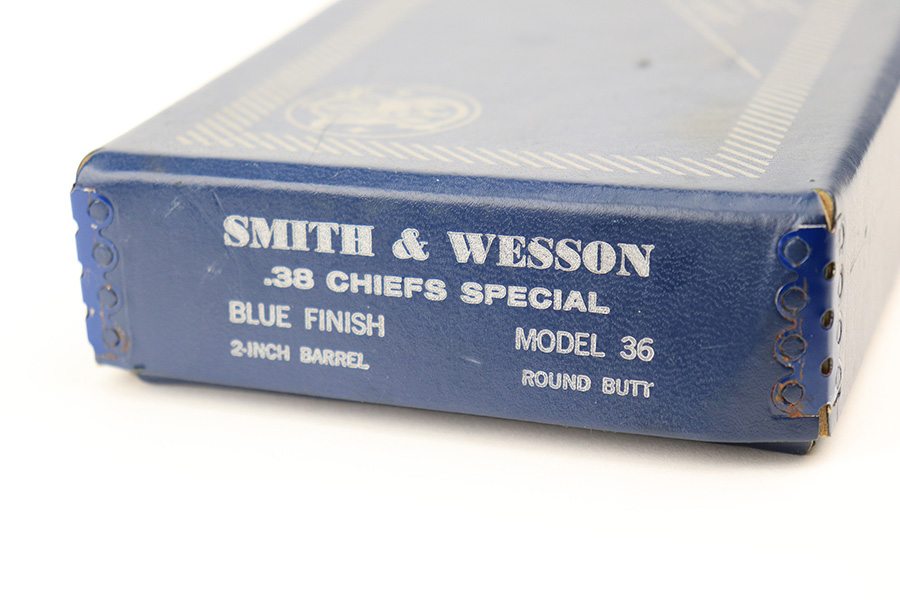 SMITH & WESSON
.38 CHIEFS SPECIAL
BLUE FINISH
MODEL 36
2-INCH BARREL
ROUND BUTT